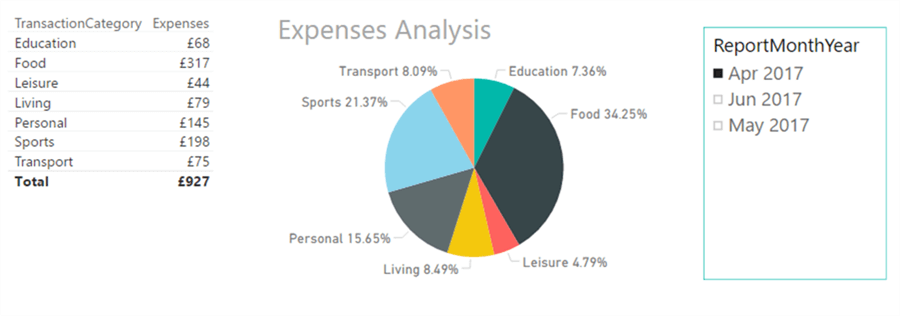 TransactionCategory Expenses
Education £68
Food £317
Leisure £44
Living £79
Personal £145
Sports £198
Transport £75
Total £927
Expenses Analysis
Transport 8.09%
Education 7.36%
Sports 21.37%
Food 34.25%
Personal 15.65%
Living 8.49%
Leisure 4.79%
ReportMonthYear
Apr 2017
Jun 2017
May 2017